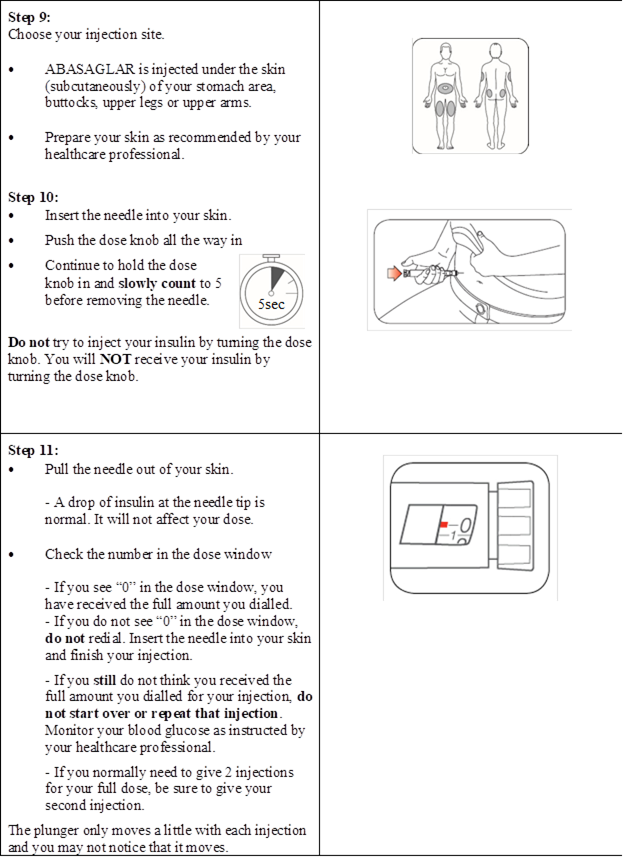 Step 9:
Choose your injection site.
• ABASAGLAR is injected under the skin
(subcutaneously) of your stomach area,
buttocks, upper legs or upper arms.
• Prepare your skin as recommended by your
healthcare professional.
Step 10:
• Insert the needle into your skin.
• Push the dose knob all the way in
• Continue to hold the dose
knob in and slowly count to 5
before removing the needle.
5sec
Do not try to inject your insulin by turning the dose
knob. You will NOT receive your insulin by
turning the dose knob.
Step 11:
• Pull the needle out of your skin.
- A drop of insulin at the needle tip is
normal. It will not affect your dose.
• Check the number in the dose window
- If you see “0” in the dose window, you
have received the full amount you dialled.
- If you do not see “0” in the dose window,
do not redial. Insert the needle into your skin
and finish your injection.
- If you still do not think you received the
full amount you dialled for your injection, do
not start over or repeat that injection.
Monitor your blood glucose as instructed by
your healthcare professional.
- If you normally need to give 2 injections
for your full dose, be sure to give your
second injection.
The plunger only moves a little with each injection
and you may not notice that it moves.
0
1